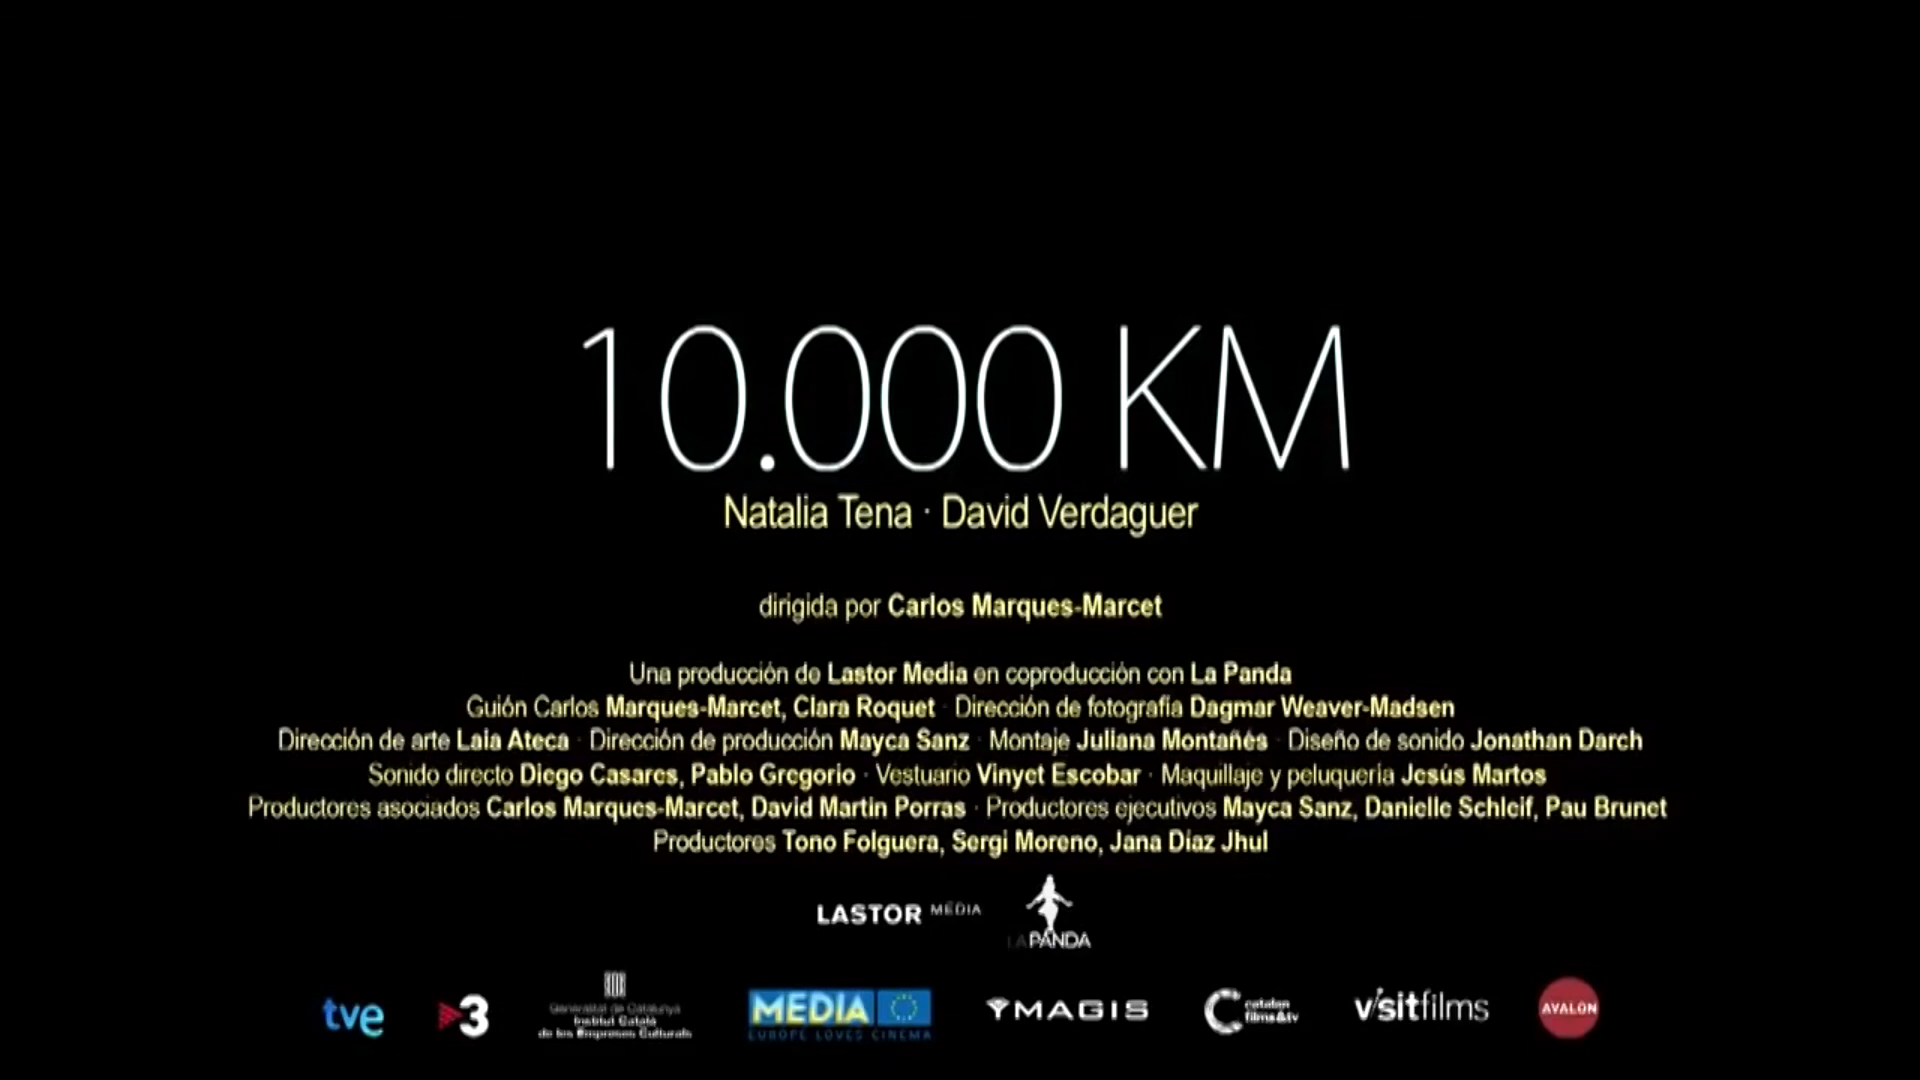 10.000 KM
Natalia Tena · David Verdaguer
dirigida por Carlos Marques-Marcet
Una producción de Lastor Media en coproducción con La Panda
Guión Carlos Marques-Marcet, Clara Roquet · Dirección de fotografía Dagmar Weaver-Madsen
Dirección de arte Laia Ateca · Dirección de producción Mayca Sanz · Montaje Juliana Montañés · Diseño de sonido Jonathan Darch
Sonido directo Diego Casares, Pablo Gregorio · Vestuario Vinyet Escobar · Maquillaje y peluquería Jesús Martos
Productores asociados Carlos Marques-Marcet, David Martin Porras · Productores ejecutivos Mayca Sanz, Danielle Schleif, Pau Brunet
Productores Tono Folguera, Sergi Moreno, Jana Díaz Jhul
LASTOR MÉDIA
LA PANDA
tve
3
Generalitat de Catalunya
Institut Català
de les Empreses Culturals
MEDIA
EUROPE LOVES CINEMA
YMAGIS
catalan
films&tv
visitfilms
AVALON